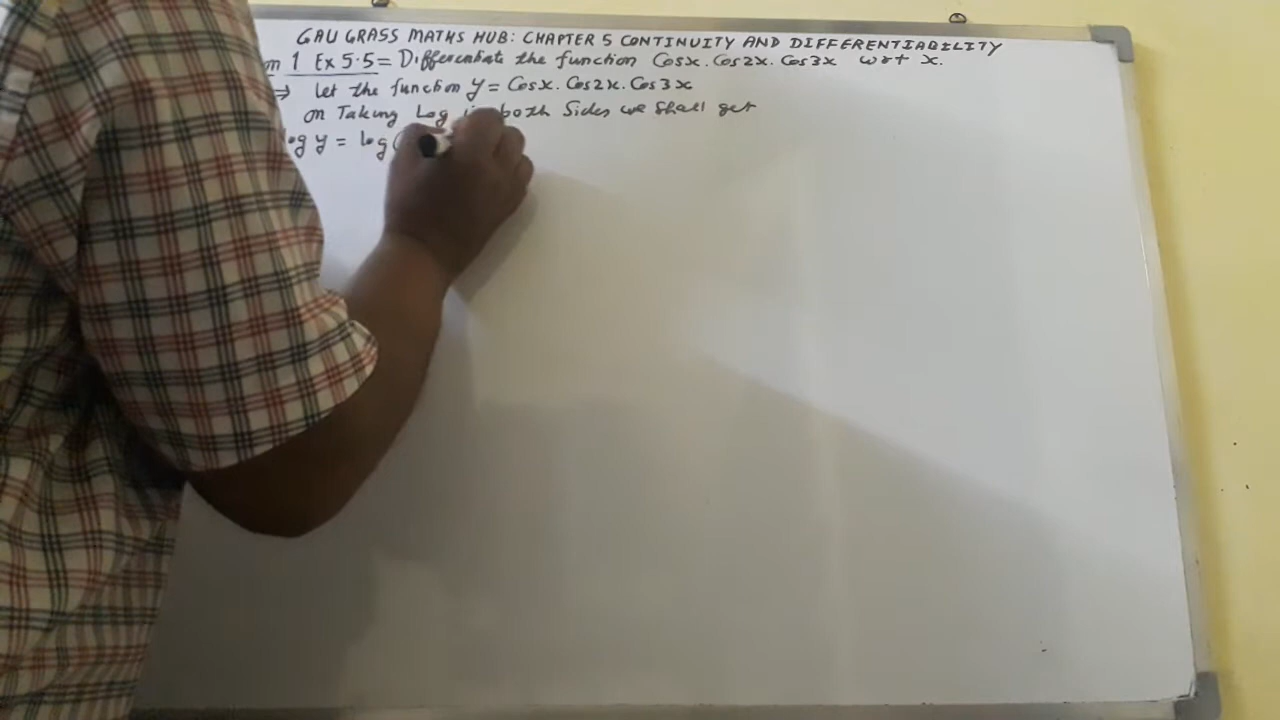 GAU GRASS MATHS HUB: CHAPTER 5 CONTINUITY AND DIFFERENTIABILITY
1 Ex 5.5 = Differentiate the function Cosx. Cos2x. Cos3x wrt x.
⇒ Let the function y = Cosx. Cos2x. Cos3x
on Taking Log both Sides we Shall get
y = log(